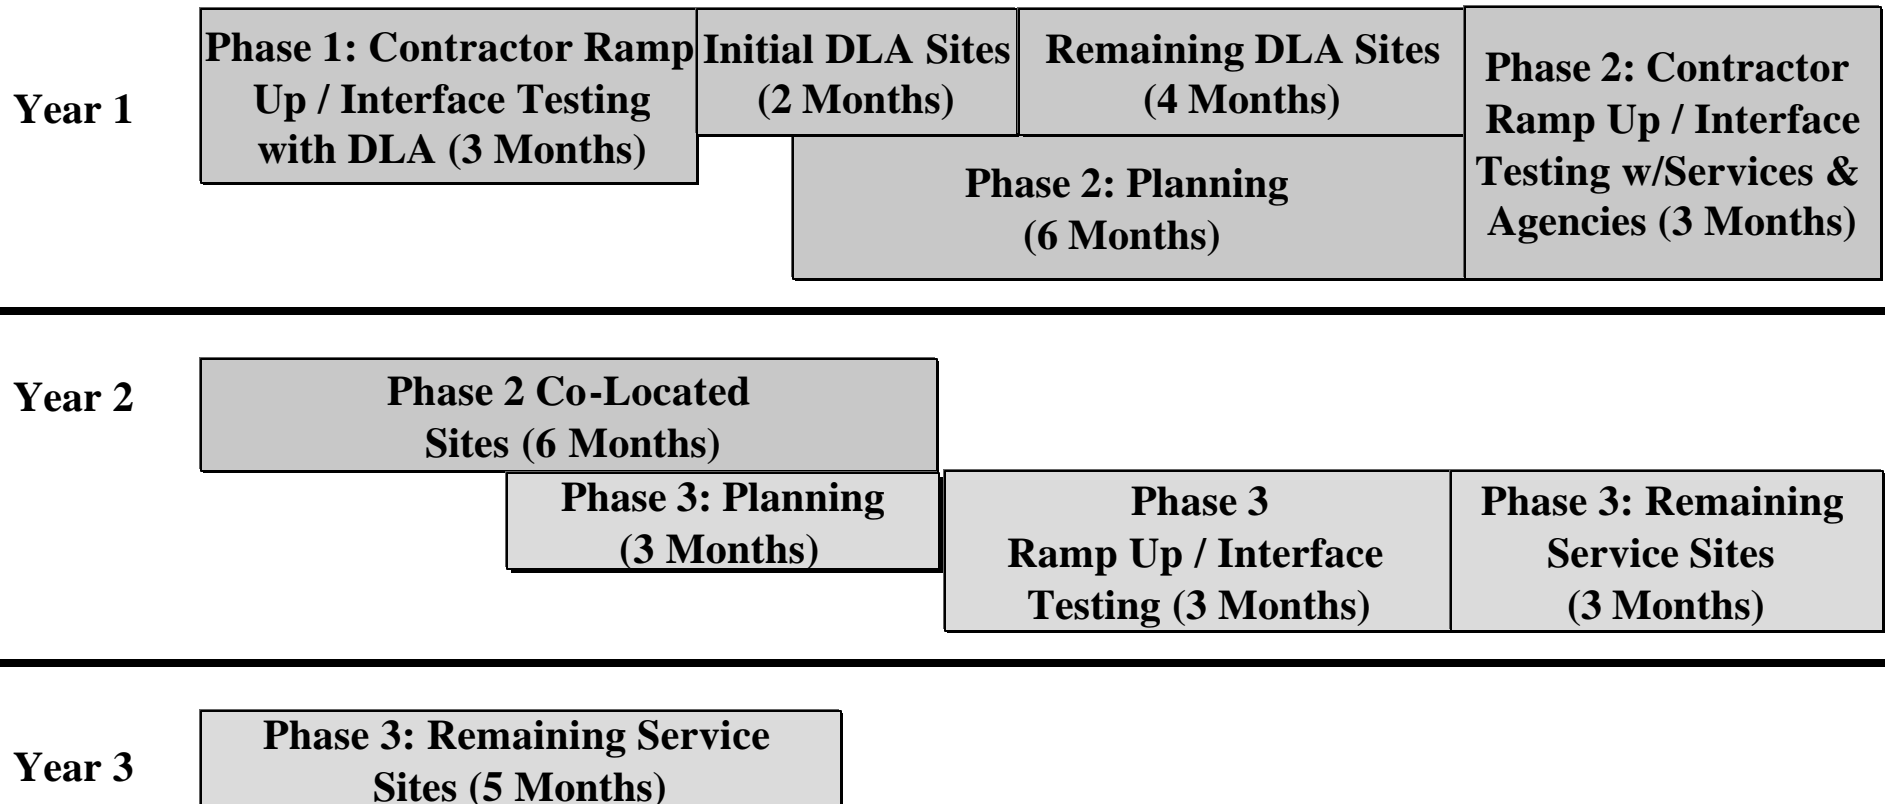 Year 1
Phase 1: Contractor Ramp
Up / Interface Testing
with DLA (3 Months)
Initial DLA Sites
(2 Months)
Remaining DLA Sites
(4 Months)
Phase 2: Planning
(6 Months)
Phase 2: Contractor
Ramp Up / Interface
Testing w/Services &
Agencies (3 Months)
Year 2
Phase 2 Co-Located
Sites (6 Months)
Phase 3: Planning
(3 Months)
Phase 3
Ramp Up / Interface
Testing (3 Months)
Phase 3: Remaining
Service Sites
(3 Months)
Year 3
Phase 3: Remaining Service
Sites (5 Months)